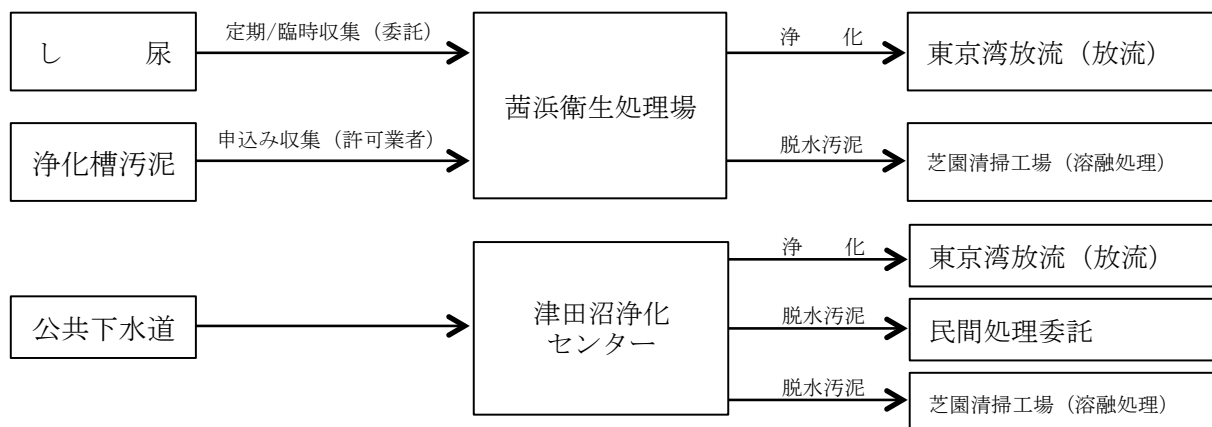 し　　　尿
定期/臨時収集（委託）
浄化槽汚泥
申込み収集（許可業者）
茜浜衛生処理場
浄　　化
東京湾放流（放流）
脱水汚泥
芝園清掃工場（溶融処理）
公共下水道
津田沼浄化
センター
浄　　化
東京湾放流（放流）
脱水汚泥
民間処理委託
脱水汚泥
芝園清掃工場（溶融処理）